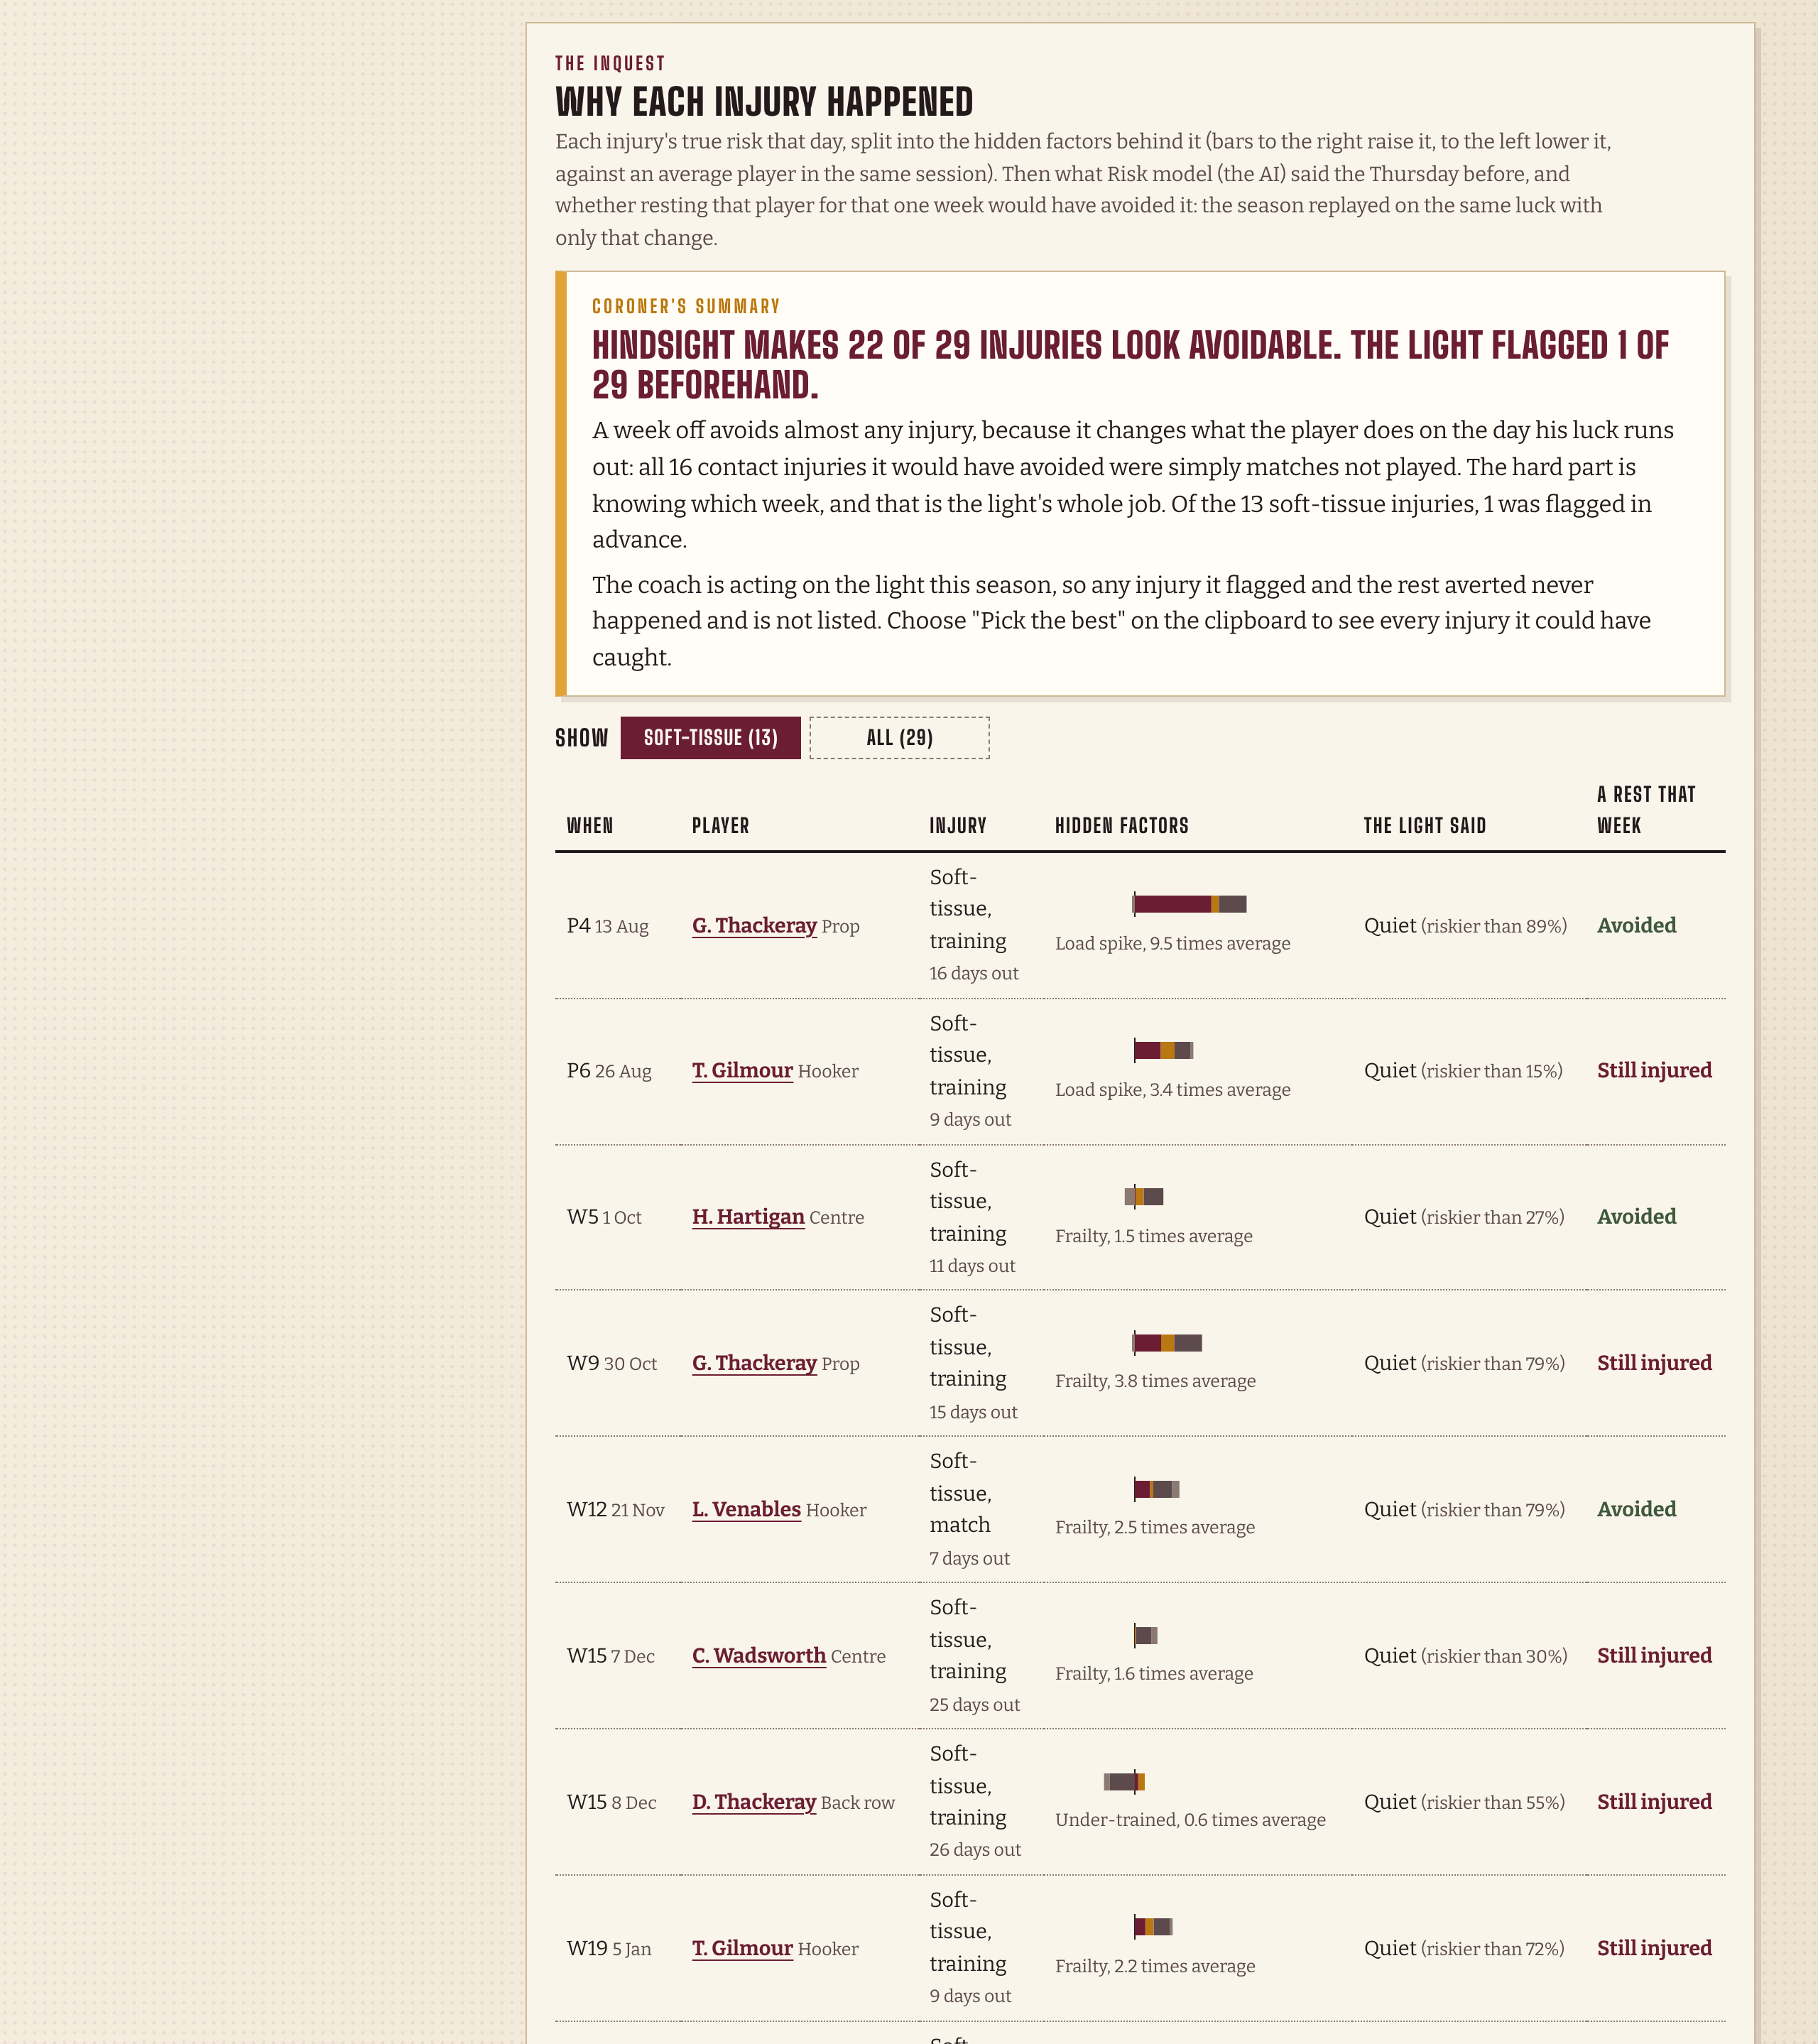 THE INQUEST
WHY EACH INJURY HAPPENED
Each injury's true risk that day, split into the hidden factors behind it (bars to the right raise it, to the left lower it,
against an average player in the same session). Then what Risk model (the AI) said the Thursday before, and
whether resting that player for that one week would have avoided it: the season replayed on the same luck with
only that change.
CORONER'S SUMMARY
HINDSIGHT MAKES 22 OF 29 INJURIES LOOK AVOIDABLE. THE LIGHT FLAGGED 1 OF
29 BEFOREHAND.
A week off avoids almost any injury, because it changes what the player does on the day his luck runs
out: all 16 contact injuries it would have avoided were simply matches not played. The hard part is
knowing which week, and that is the light's whole job. Of the 13 soft-tissue injuries, 1 was flagged in
advance.
The coach is acting on the light this season, so any injury it flagged and the rest averted never
happened and is not listed. Choose "Pick the best" on the clipboard to see every injury it could have
caught.
SHOW SOFT-TISSUE (13) ALL (29)
WHEN PLAYER INJURY HIDDEN FACTORS THE LIGHT SAID A REST THAT
WEEK
P4 13 Aug G. Thackeray Prop
Soft-
tissue,
training
16 days out
Load spike, 9.5 times average
Quiet (riskier than 89%)
Avoided
P6 26 Aug T. Gilmour Hooker
Soft-
tissue,
training
9 days out
Load spike, 3.4 times average
Quiet (riskier than 15%)
Still injured
W5 1 Oct H. Hartigan Centre
Soft-
tissue,
training
11 days out
Frailty, 1.5 times average
Quiet (riskier than 27%)
Avoided
W9 30 Oct G. Thackeray Prop
Soft-
tissue,
training
15 days out
Frailty, 3.8 times average
Quiet (riskier than 79%)
Still injured
W12 21 Nov L. Venables Hooker
Soft-
tissue,
match
7 days out
Frailty, 2.5 times average
Quiet (riskier than 79%)
Avoided
W15 7 Dec C. Wadsworth Centre
Soft-
tissue,
training
25 days out
Frailty, 1.6 times average
Quiet (riskier than 30%)
Still injured
W15 8 Dec D. Thackeray Back row
Soft-
tissue,
training
26 days out
Under-trained, 0.6 times average
Quiet (riskier than 55%)
Still injured
W19 5 Jan T. Gilmour Hooker
Soft-
tissue,
training
9 days out
Frailty, 2.2 times average
Quiet (riskier than 72%)
Still injured